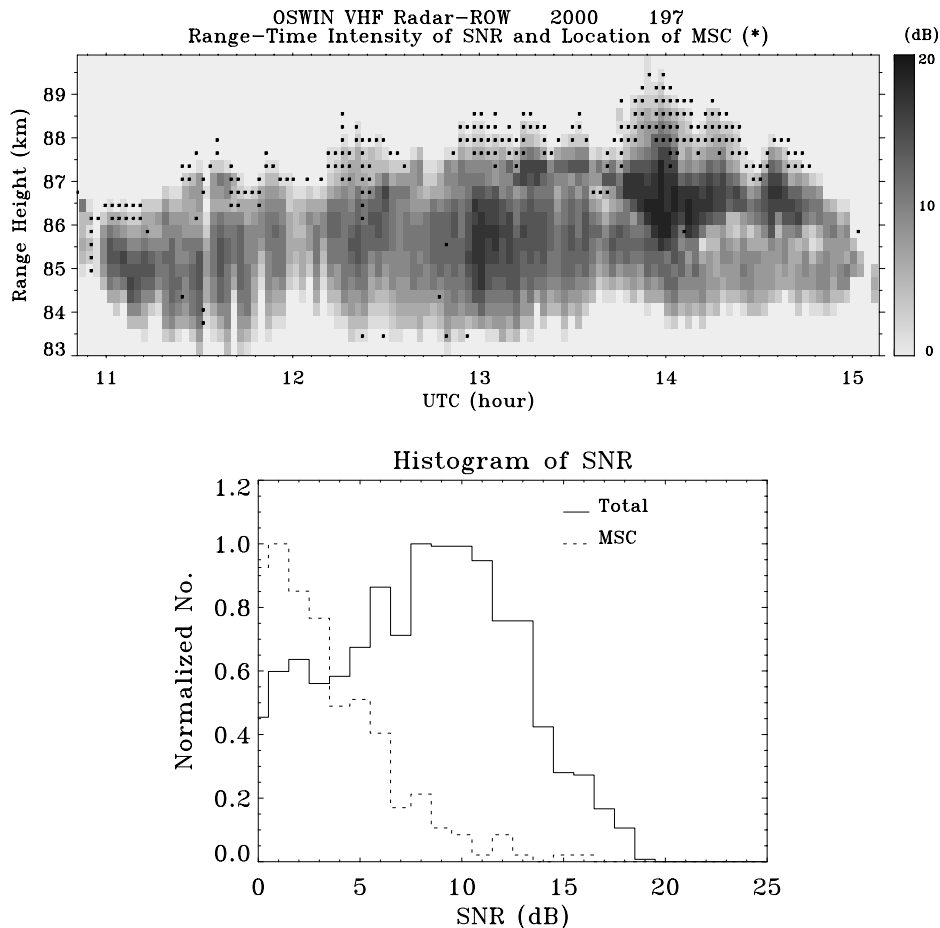 OSWIN VHF Radar-ROW 2000 197
Range-Time Intensity of SNR and Location of MSC (*)
(dB)
20
10
0
Range Height (km)
89
88
87
86
85
84
83
11 12 13 14 15
UTC (hour)
Histogram of SNR
Total
MSC
Normalized No.
1.2
1.0
0.8
0.6
0.4
0.2
0.0
0 5 10 15 20 25
SNR (dB)